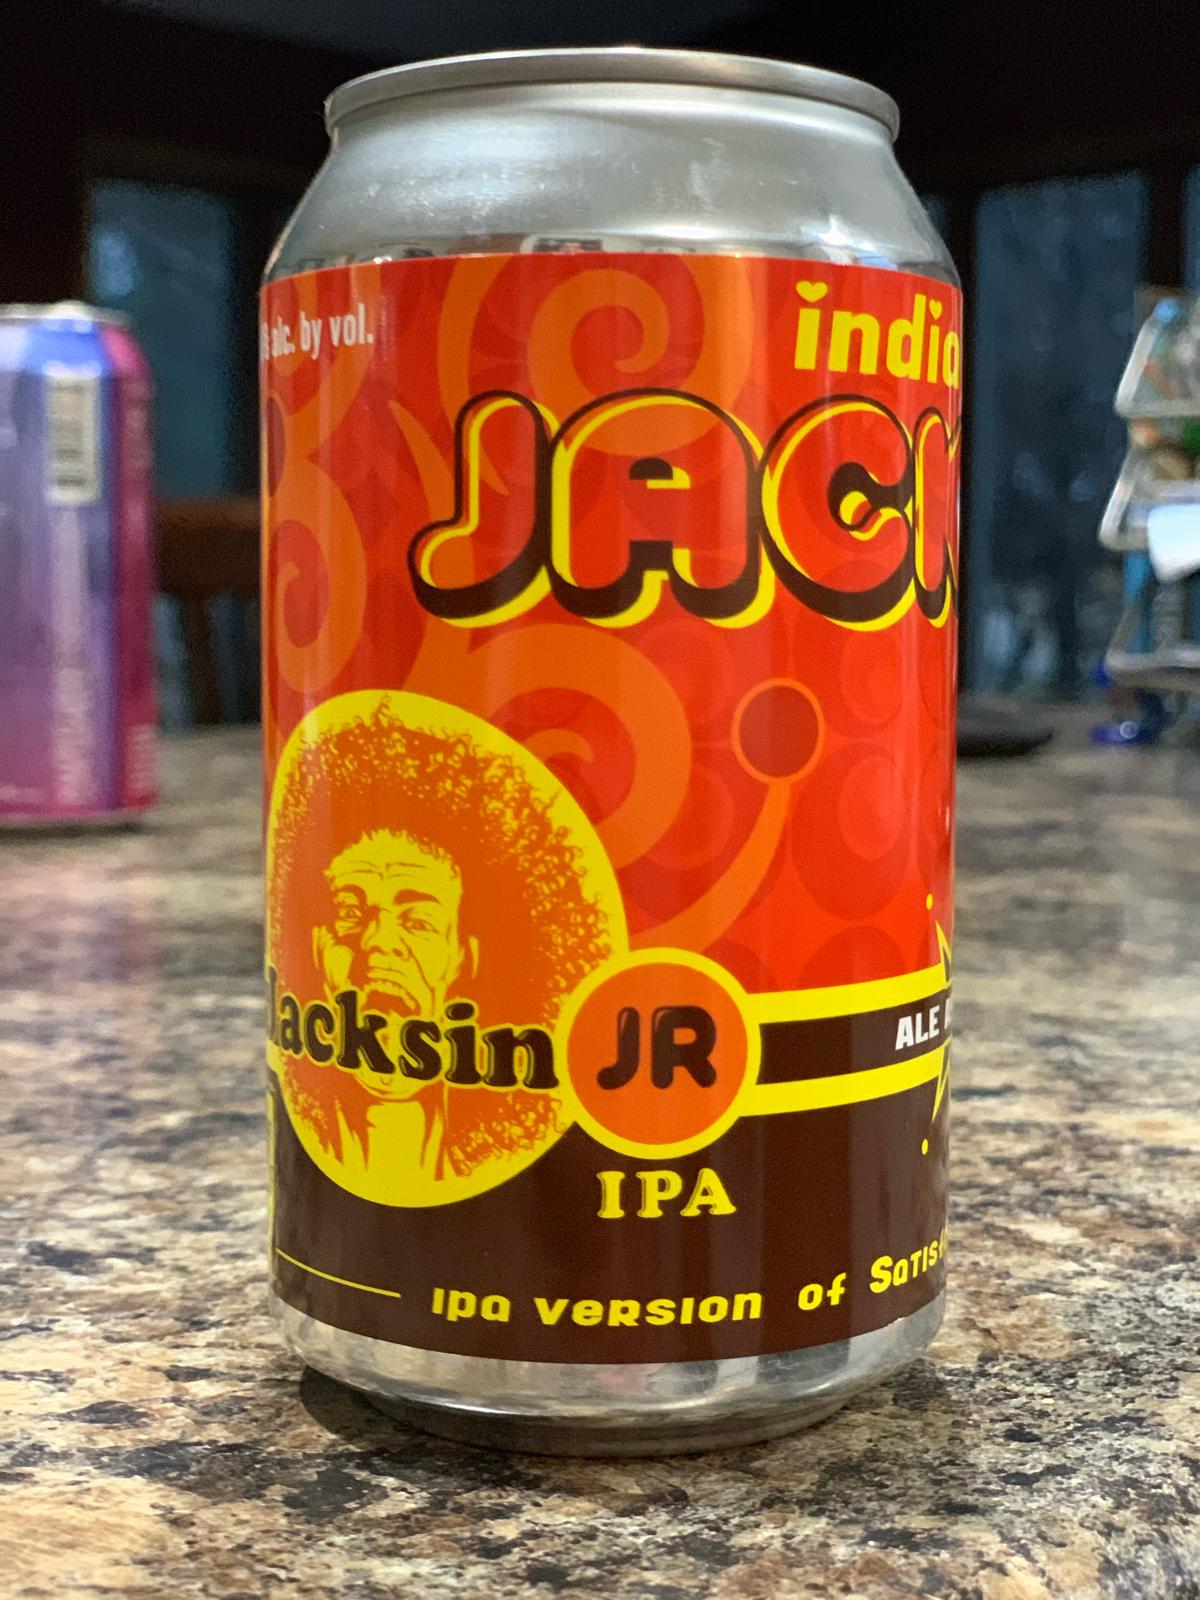 alc. by vol.
india
JACK
Jacksin
JR
ALE
IPA
ipa version of